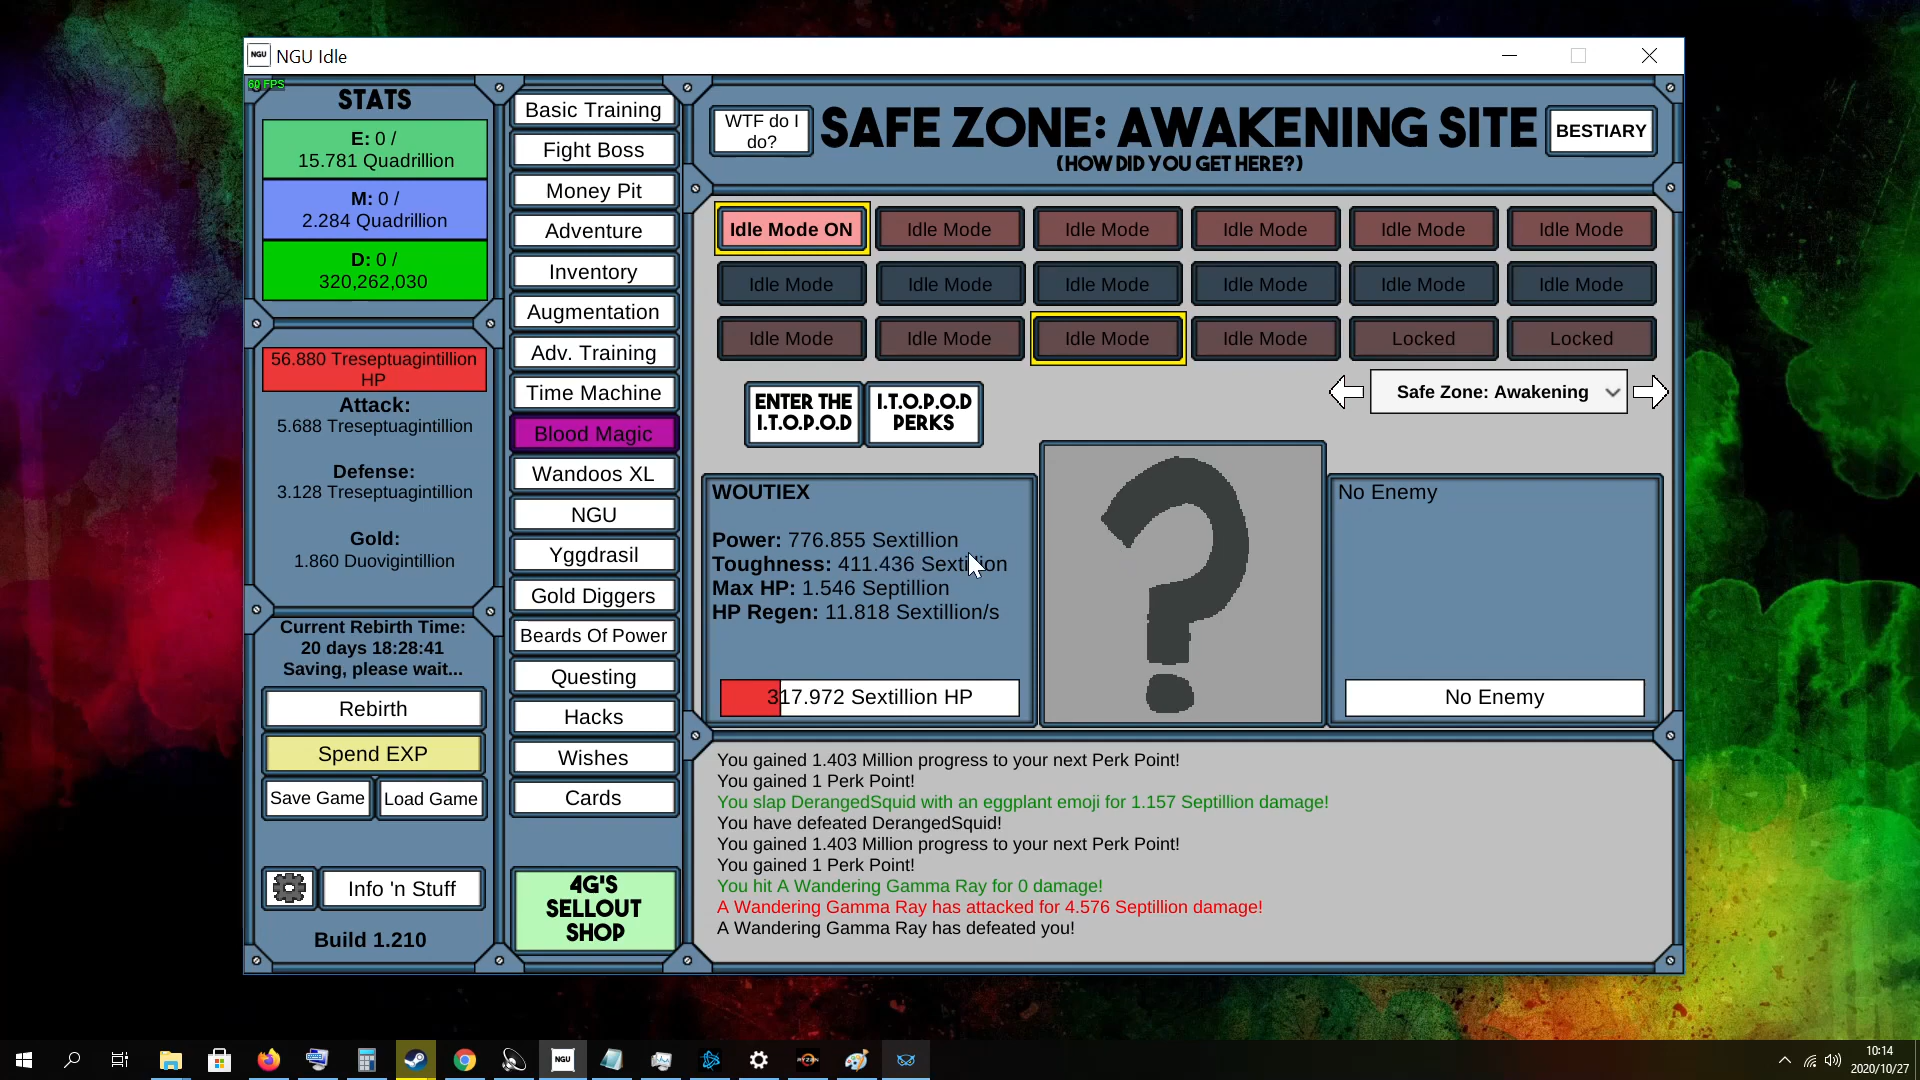 NGU NGU Idle
60 FPS
STATS
E: 0 /
15.781 Quadrillion
M: 0 /
2.284 Quadrillion
D: 0 /
320,262,030
56.880 Treseptuagintillion
HP
Attack:
5.688 Treseptuagintillion
Defense:
3.128 Treseptuagintillion
Gold:
1.860 Duovigintillion
Current Rebirth Time:
20 days 18:28:41
Saving, please wait...
Rebirth
Spend EXP
Save Game Load Game
Info 'n Stuff
Build 1.210
Basic Training
Fight Boss
Money Pit
Adventure
Inventory
Augmentation
Adv. Training
Time Machine
Blood Magic
Wandoos XL
NGU
Yggdrasil
Gold Diggers
Beards Of Power
Questing
Hacks
Wishes
Cards
4G'S
SELLOUT
SHOP
WTF do I
do?
SAFE ZONE: AWAKENING SITE
(HOW DID YOU GET HERE?)
BESTIARY
Idle Mode ON Idle Mode Idle Mode Idle Mode Idle Mode Idle Mode
Idle Mode Idle Mode Idle Mode Idle Mode Idle Mode Idle Mode
Idle Mode Idle Mode Idle Mode Idle Mode Locked Locked
ENTER THE
I.T.O.P.O.D
I.T.O.P.O.D
PERKS
Safe Zone: Awakening
WOUTIEX
Power: 776.855 Sextillion
Toughness: 411.436 Sextillion
Max HP: 1.546 Septillion
HP Regen: 11.818 Sextillion/s
317.972 Sextillion HP
?
No Enemy
No Enemy
You gained 1.403 Million progress to your next Perk Point!
You gained 1 Perk Point!
You slap DerangedSquid with an eggplant emoji for 1.157 Septillion damage!
You have defeated DerangedSquid!
You gained 1.403 Million progress to your next Perk Point!
You gained 1 Perk Point!
You hit A Wandering Gamma Ray for 0 damage!
A Wandering Gamma Ray has attacked for 4.576 Septillion damage!
A Wandering Gamma Ray has defeated you!
NGU
RYZEN
10:14
2020/10/27